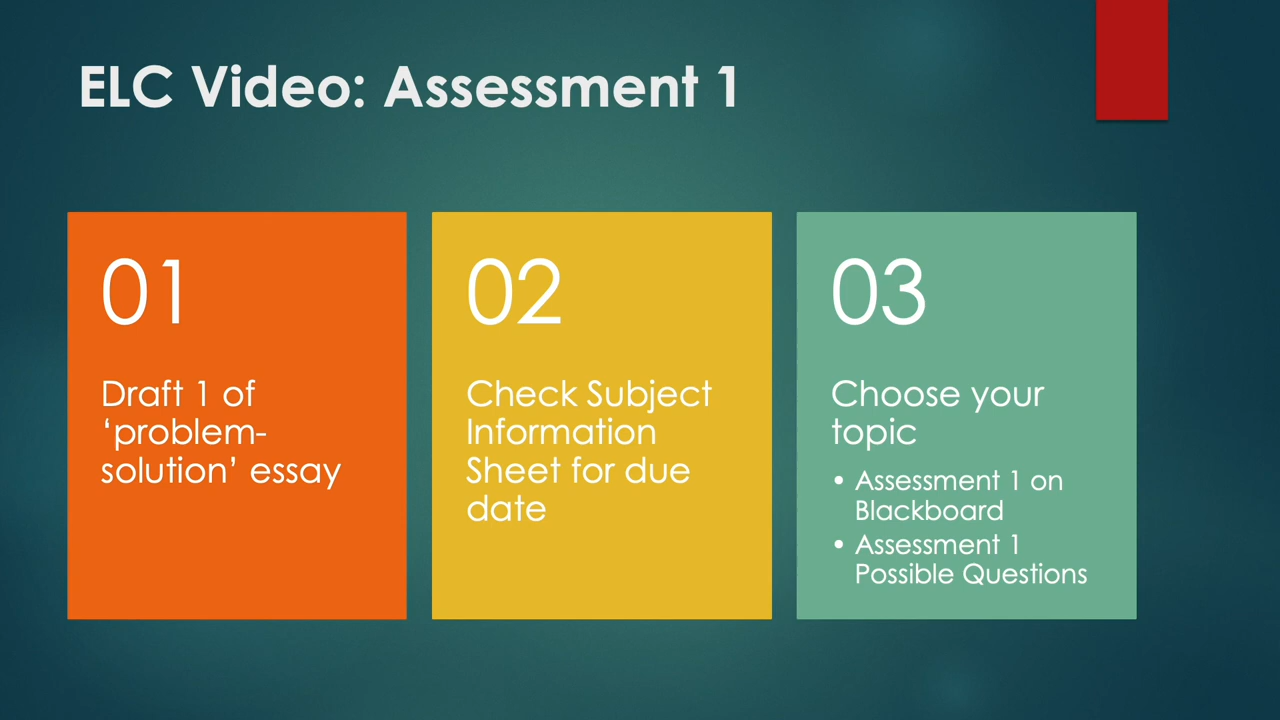 ELC Video: Assessment 1
01
Draft 1 of
‘problem-
solution’ essay
02
Check Subject
Information
Sheet for due
date
03
Choose your
topic
• Assessment 1 on
Blackboard
• Assessment 1
Possible Questions